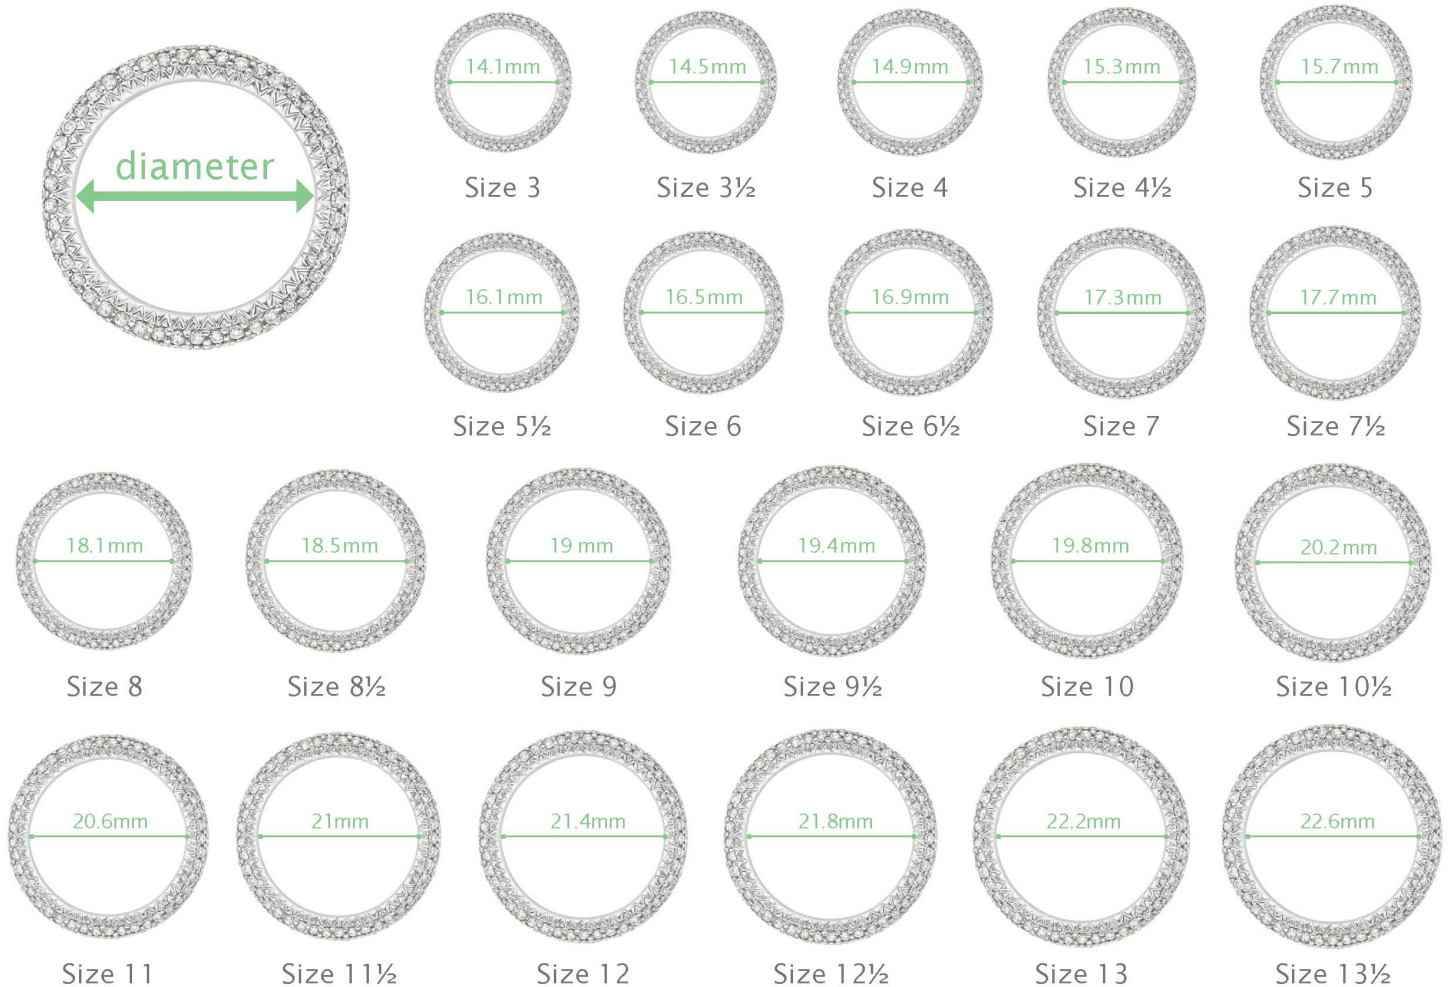 diameter
14.1mm 14.5mm 14.9mm 15.3mm 15.7mm
Size 3 Size 3½ Size 4 Size 4½ Size 5
16.1mm 16.5mm 16.9mm 17.3mm 17.7mm
Size 5½ Size 6 Size 6½ Size 7 Size 7½
18.1mm 18.5mm 19 mm 19.4mm 19.8mm 20.2mm
Size 8 Size 8½ Size 9 Size 9½ Size 10 Size 10½
20.6mm 21mm 21.4mm 21.8mm 22.2mm 22.6mm
Size 11 Size 11½ Size 12 Size 12½ Size 13 Size 13½